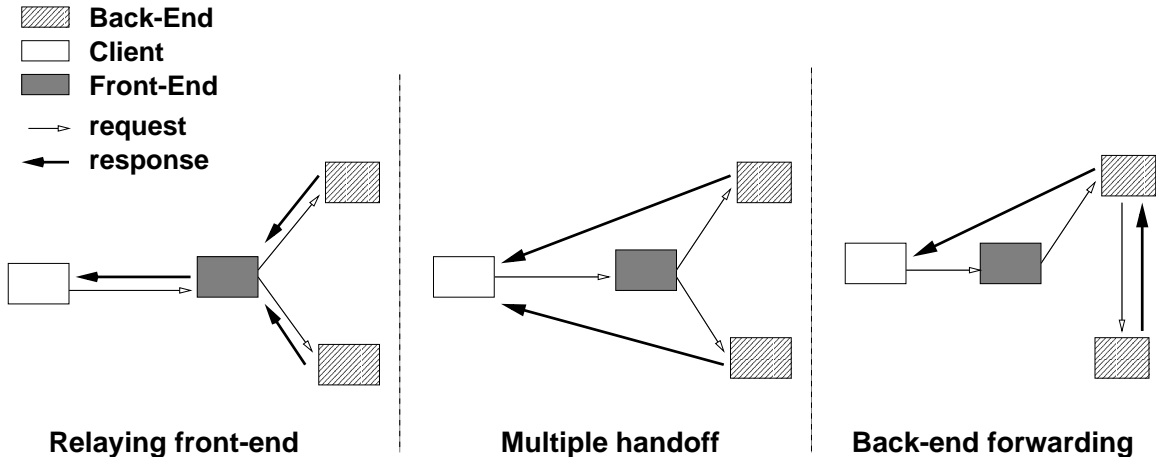 Back-End
Client
Front-End
request
response
Relaying front-end
Multiple handoff
Back-end forwarding